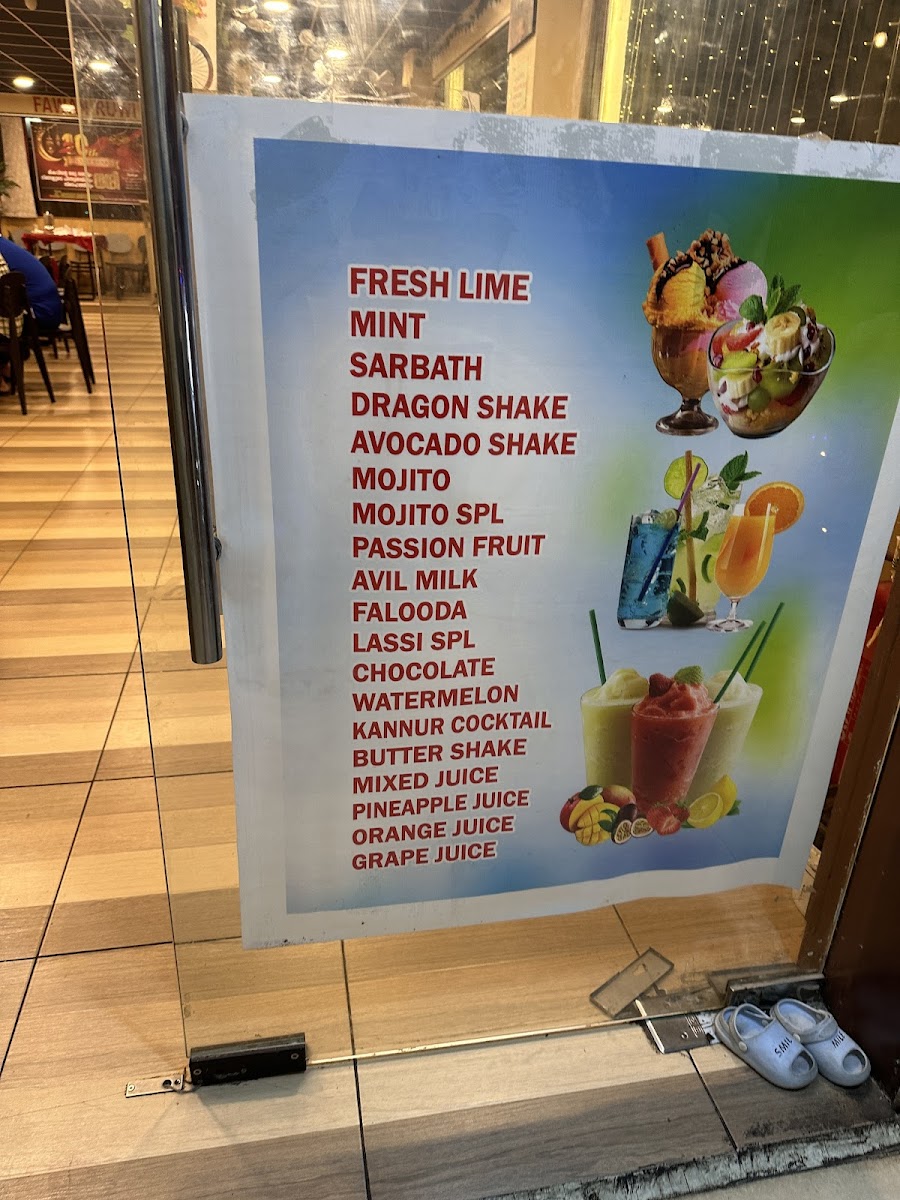 10th
FRESH LIME
MINT
SARBATH
DRAGON SHAKE
AVOCADO SHAKE
MOJITO
MOJITO SPL
PASSION FRUIT
AVIL MILK
FALOODA
LASSI SPL
CHOCOLATE
WATERMELON
KANNUR COCKTAIL
BUTTER SHAKE
MIXED JUICE
PINEAPPLE JUICE
ORANGE JUICE
GRAPE JUICE